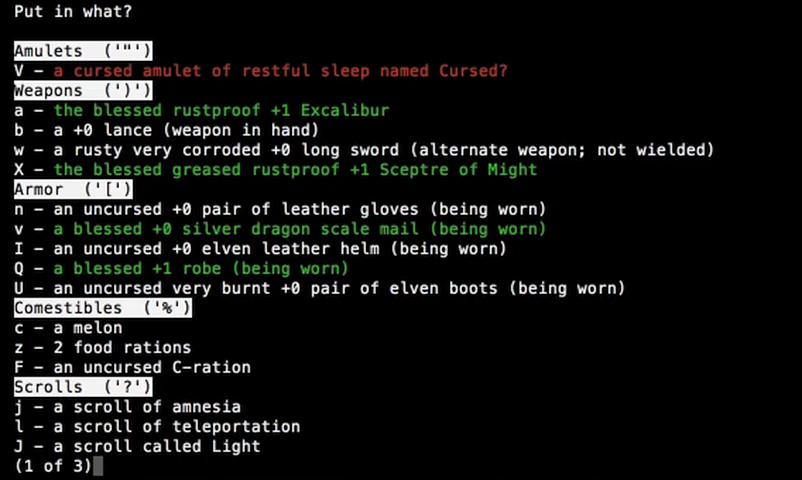 Put in what?
Amulets ('"')
V - a cursed amulet of restful sleep named Cursed?
Weapons (')')
a - the blessed rustproof +1 Excalibur
b - a +0 lance (weapon in hand)
w - a rusty very corroded +0 long sword (alternate weapon; not wielded)
X - the blessed greased rustproof +1 Sceptre of Might
Armor ('[')
n - an uncursed +0 pair of leather gloves (being worn)
v - a blessed +0 silver dragon scale mail (being worn)
I - an uncursed +0 elven leather helm (being worn)
Q - a blessed +1 robe (being worn)
U - an uncursed very burnt +0 pair of elven boots (being worn)
Comestibles ('%')
c - a melon
z - 2 food rations
F - an uncursed C-ration
Scrolls ('?')
j - a scroll of amnesia
l - a scroll of teleportation
J - a scroll called Light
(1 of 3)